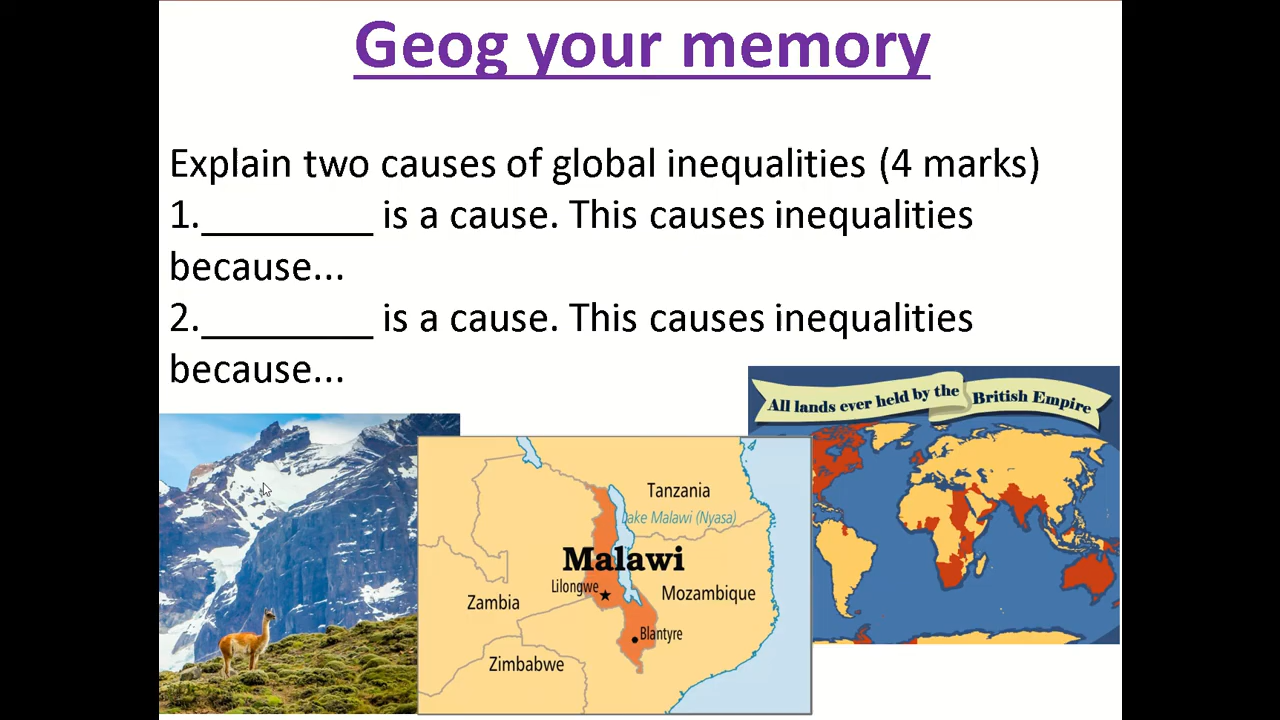 Geog your memory
Explain two causes of global inequalities (4 marks)
1.________ is a cause. This causes inequalities
because...
2.________ is a cause. This causes inequalities
because...
All lands ever held by the British Empire
Tanzania
Lake Malawi (Nyasa)
Malawi
Lilongwe
Zambia
Mozambique
Blantyre
Zimbabwe